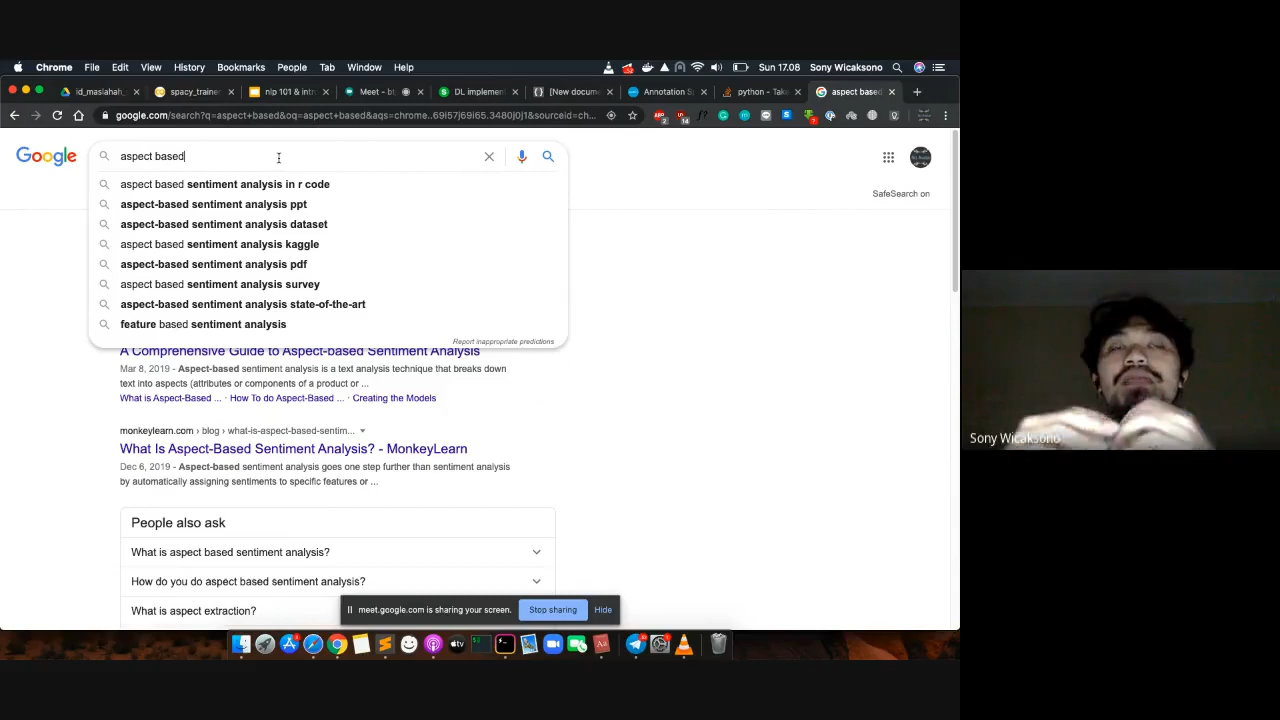 Chrome File Edit View History Bookmarks People Tab Window Help Sun 17.08 Sony Wicaksono
id_maslahah_ spacy_trainer nlp 101 & intr Meet – bt DL implemen {} [New docume Annotation Sp python - Take aspect based
google.com/search?q=aspect+based&oq=aspect+based&aqs=chrome..69i57j69i65.3480j0j1&sourceid=ch...
Google
aspect based
aspect based sentiment analysis in r code
aspect-based sentiment analysis ppt
aspect-based sentiment analysis dataset
aspect based sentiment analysis kaggle
aspect-based sentiment analysis pdf
aspect based sentiment analysis survey
aspect-based sentiment analysis state-of-the-art
feature based sentiment analysis
Report inappropriate predictions
SafeSearch on
A Comprehensive Guide to Aspect-based Sentiment Analysis
Mar 8, 2019 - Aspect-based sentiment analysis is a text analysis technique that breaks down
text into aspects (attributes or components of a product or ...
What is Aspect-Based ... · How To do Aspect-Based ... · Creating the Models
monkeylearn.com › blog › what-is-aspect-based-sentim...
What Is Aspect-Based Sentiment Analysis? - MonkeyLearn
Dec 6, 2019 - Aspect-based sentiment analysis goes one step further than sentiment analysis
by automatically assigning sentiments to specific features or ...
People also ask
What is aspect based sentiment analysis?
How do you do aspect based sentiment analysis?
What is aspect extraction?
meet.google.com is sharing your screen. Stop sharing Hide
Sony Wicaksono